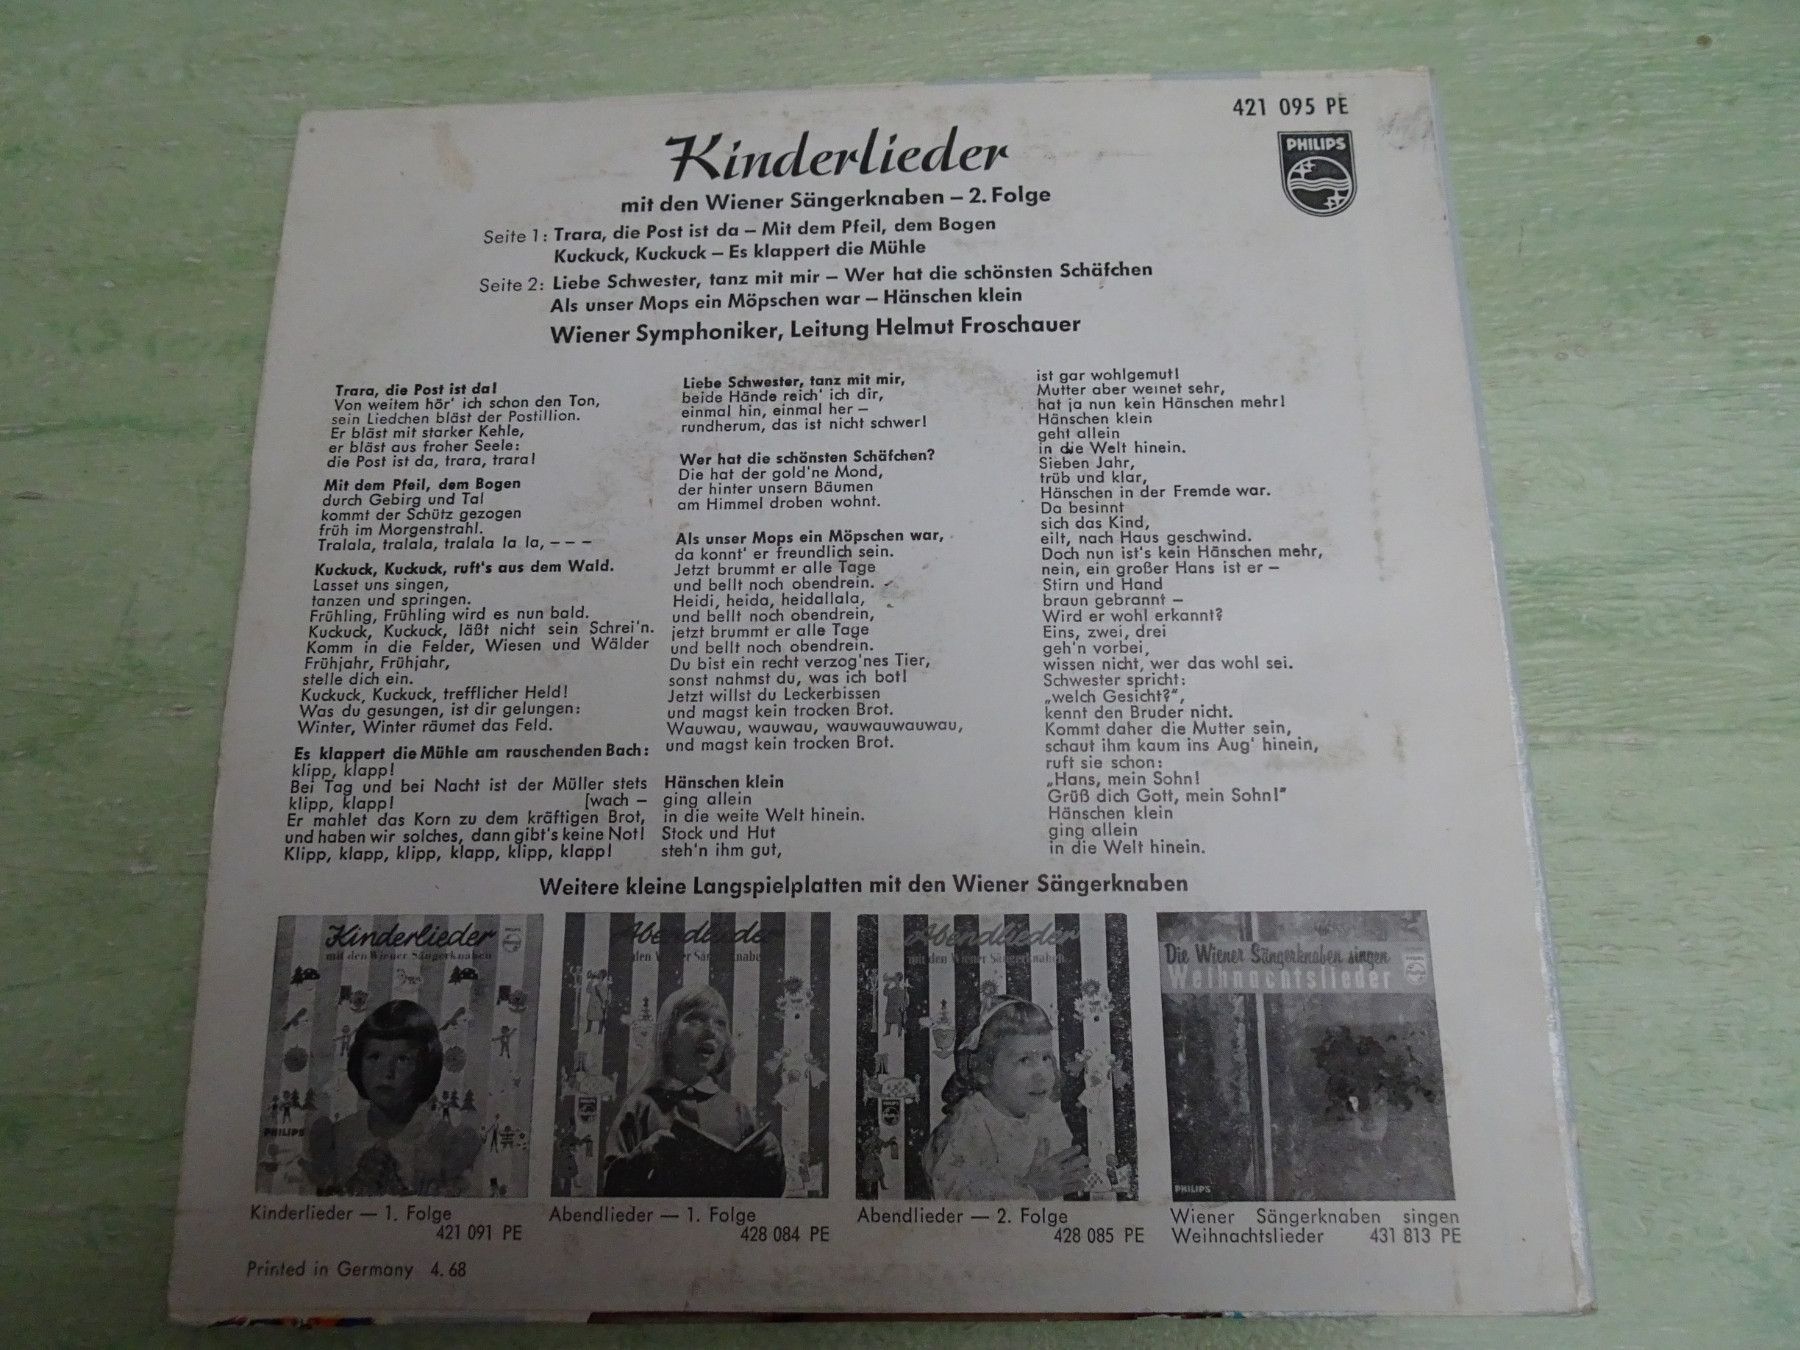 421 095 PE
PHILIPS
Kinderlieder
mit den Wiener Sängerknaben – 2. Folge
Seite 1: Trara, die Post ist da – Mit dem Pfeil, dem Bogen
Kuckuck, Kuckuck – Es klappert die Mühle
Seite 2: Liebe Schwester, tanz mit mir – Wer hat die schönsten Schäfchen
Als unser Mops ein Möpschen war – Hänschen klein
Wiener Symphoniker, Leitung Helmut Froschauer
Trara, die Post ist da!
Von weitem hör' ich schon den Ton,
sein Liedchen bläst der Postillion.
Er bläst mit starker Kehle,
er bläst aus froher Seele:
die Post ist da, trara, trara!
Mit dem Pfeil, dem Bogen
durch Gebirg und Tal
kommt der Schütz gezogen
früh im Morgenstrahl.
Tralala, tralala, tralala la la, – – –
Kuckuck, Kuckuck, ruft's aus dem Wald.
Lasset uns singen,
tanzen und springen.
Frühling, Frühling wird es nun bald.
Kuckuck, Kuckuck, läßt nicht sein Schrei'n.
Komm in die Felder, Wiesen und Wälder
Frühjahr, Frühjahr,
stelle dich ein.
Kuckuck, Kuckuck, trefflicher Held!
Was du gesungen, ist dir gelungen:
Winter, Winter räumet das Feld.
Es klappert die Mühle am rauschenden Bach:
klipp, klapp!
Bei Tag und bei Nacht ist der Müller stets
klipp, klapp! [wach –
Er mahlet das Korn zu dem kräftigen Brot,
und haben wir solches, dann gibt's keine Not!
Klipp, klapp, klipp, klapp, klipp, klapp!
Liebe Schwester, tanz mit mir,
beide Hände reich' ich dir,
einmal hin, einmal her –
rundherum, das ist nicht schwer!
Wer hat die schönsten Schäfchen?
Die hat der gold'ne Mond,
der hinter unsern Bäumen
am Himmel droben wohnt.
Als unser Mops ein Möpschen war,
da konnt' er freundlich sein.
Jetzt brummt er alle Tage
und bellt noch obendrein.
Heidi, heida, heidallala,
und bellt noch obendrein,
jetzt brummt er alle Tage
und bellt noch obendrein.
Du bist ein recht verzog'nes Tier,
sonst nahmst du, was ich bot!
Jetzt willst du Leckerbissen
und magst kein trocken Brot.
Wauwau, wauwau, wauwauwauwau,
und magst kein trocken Brot.
Hänschen klein
ging allein
in die weite Welt hinein.
Stock und Hut
steh'n ihm gut,
ist gar wohlgemut!
Mutter aber weinet sehr,
hat ja nun kein Hänschen mehr!
Hänschen klein
geht allein
in die Welt hinein.
Sieben Jahr,
trüb und klar,
Hänschen in der Fremde war.
Da besinnt
sich das Kind,
eilt, nach Haus geschwind.
Doch nun ist's kein Hänschen mehr,
nein, ein großer Hans ist er –
Stirn und Hand
braun gebrannt –
Wird er wohl erkannt?
Eins, zwei, drei
geh'n vorbei,
wissen nicht, wer das wohl sei.
Schwester spricht:
„welch Gesicht?",
kennt den Bruder nicht.
Kommt daher die Mutter sein,
schaut ihm kaum ins Aug' hinein,
ruft sie schon:
„Hans, mein Sohn!
Grüß dich Gott, mein Sohn!"
Hänschen klein
ging allein
in die Welt hinein.
Weitere kleine Langspielplatten mit den Wiener Sängerknaben
Kinderlieder
mit den Wiener Sängerknaben
PHILIPS
Abendlieder
den Wiener
Abendlieder
mit den Wiener Sängerknaben
Die Wiener Sängerknaben singen
Weihnachtslieder
PHILIPS
Kinderlieder — 1. Folge
421 091 PE
Abendlieder — 1. Folge
428 084 PE
Abendlieder — 2. Folge
428 085 PE
Wiener Sängerknaben singen
Weihnachtslieder 431 813 PE
Printed in Germany 4. 68